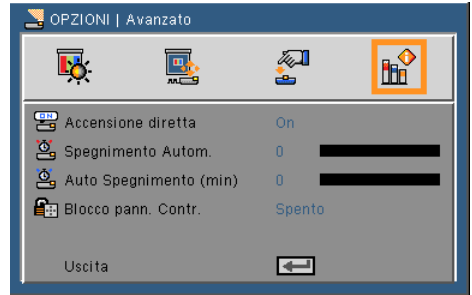 OPZIONI | Avanzato
Accensione diretta On
Spegnimento Autom. 0
Auto Spegnimento (min) 0
Blocco pann. Contr. Spento
Uscita